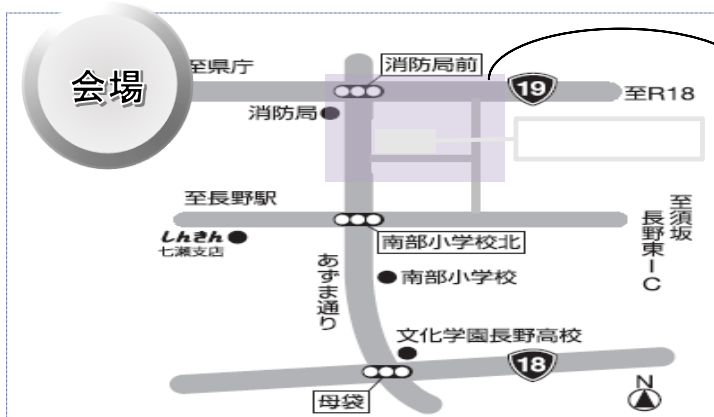 会場
至県庁
消防局前
19
至R18
消防局
至長野駅
しんきん
七瀬支店
南部小学校北
至須坂
長野東IC
あずま通り
南部小学校
文化学園長野高校
18
母袋
N